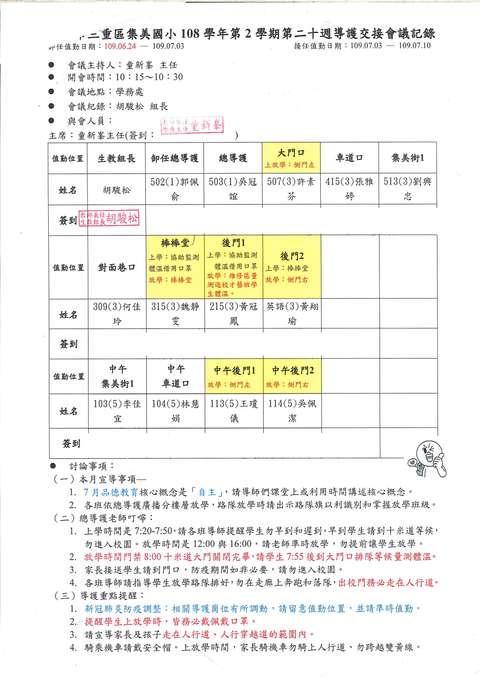 三重區集美國小 108 學年第 2 學期第二十週導護交接會議記錄
卸任值勤日期：109.06.24 — 109.07.03 接任值勤日期：109.07.03 — 109.07.10
● 會議主持人：童新峯 主任
● 開會時間：10：15～10：30
● 會議地點：學務處
● 會議紀錄：胡駿松 組長
● 與會人員：
主席：童新峯主任(簽到： 童新峯 )
值勤位置 生教組長 卸任總導護 總導護 大門口 上放學：側門左 車道口 集美街1
姓名 胡駿松 502(1)郭佩俞 503(1)吳冠誼 507(3)許素芬 415(3)張雅婷 513(3)劉興忠
簽到 生教組長 胡駿松
值勤位置 對面巷口 棒棒堂 上學：協助監測體溫備用口罩 放學：棒棒堂 後門1 上學：協助監測體溫備用口罩 放學：維修區量測返校才藝班學生體溫。 後門2 上學：棒棒堂 放學：側門右
姓名 309(3)何佳玲 315(3)魏靜雯 215(3)黃冠鳳 英語(3)黃翔瑜
簽到
值勤位置 中午集美街1 中午車道口 中午後門1 放學：側門左 中午後門2 放學：側門右
姓名 103(5)李佳宜 104(5)林慧娟 113(5)王瓊儀 114(5)吳佩潔
簽到
● 討論事項：
（一）本月宣導事項—
1. 7 月品德教育核心概念是「自主」，請導師們課堂上或利用時間講述核心概念。
2. 各班依總導護廣播分樓層放學，路隊放學時請出示路隊旗以利識別和掌握放學班級。
（二）總導護老師叮嚀：
1. 上學時間是 7:20-7:50，請各班導師提醒學生勿早到和遲到，早到學生請到十米道等候，
勿進入校園。放學時間是 12:00 與 16:00，請老師準時放學，勿提前讓學生放學。
2. 放學時間門禁 8:00 十米道大門關閉完畢，請學生 7:55 後到大門口排隊等候量測體溫。
3. 家長接送學生請到門口，防疫期間如非必要，請勿進入校園。
4. 各班導師請指導學生放學路隊排好，勿在走廊上奔跑和落隊，出校門務必走在人行道。
（三）導護重點提醒：
1. 新冠肺炎防疫調整：相關導護崗位有所調動，請留意值勤位置，並請準時值勤。
2. 提醒學生上放學時，皆務必戴佩戴口罩。
3. 請宣導家長及孩子走在人行道、人行穿越道的範圍內。
4. 騎乘機車請戴安全帽。上放學時間，家長騎機車勿騎上人行道、勿跨越雙黃線。